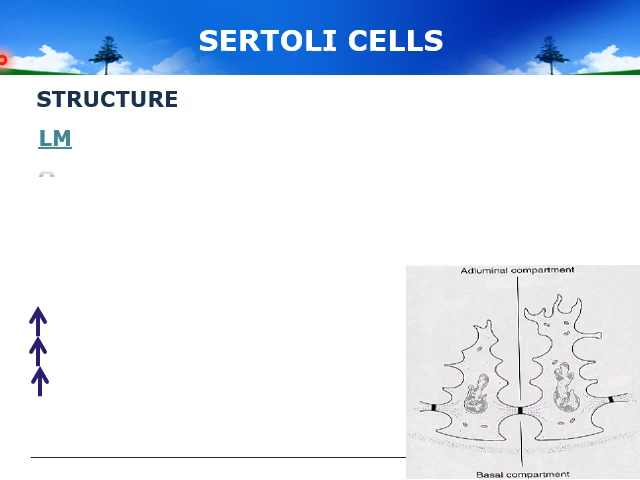 SERTOLI CELLS
STRUCTURE
LM
Adluminal compartment
Basal compartment